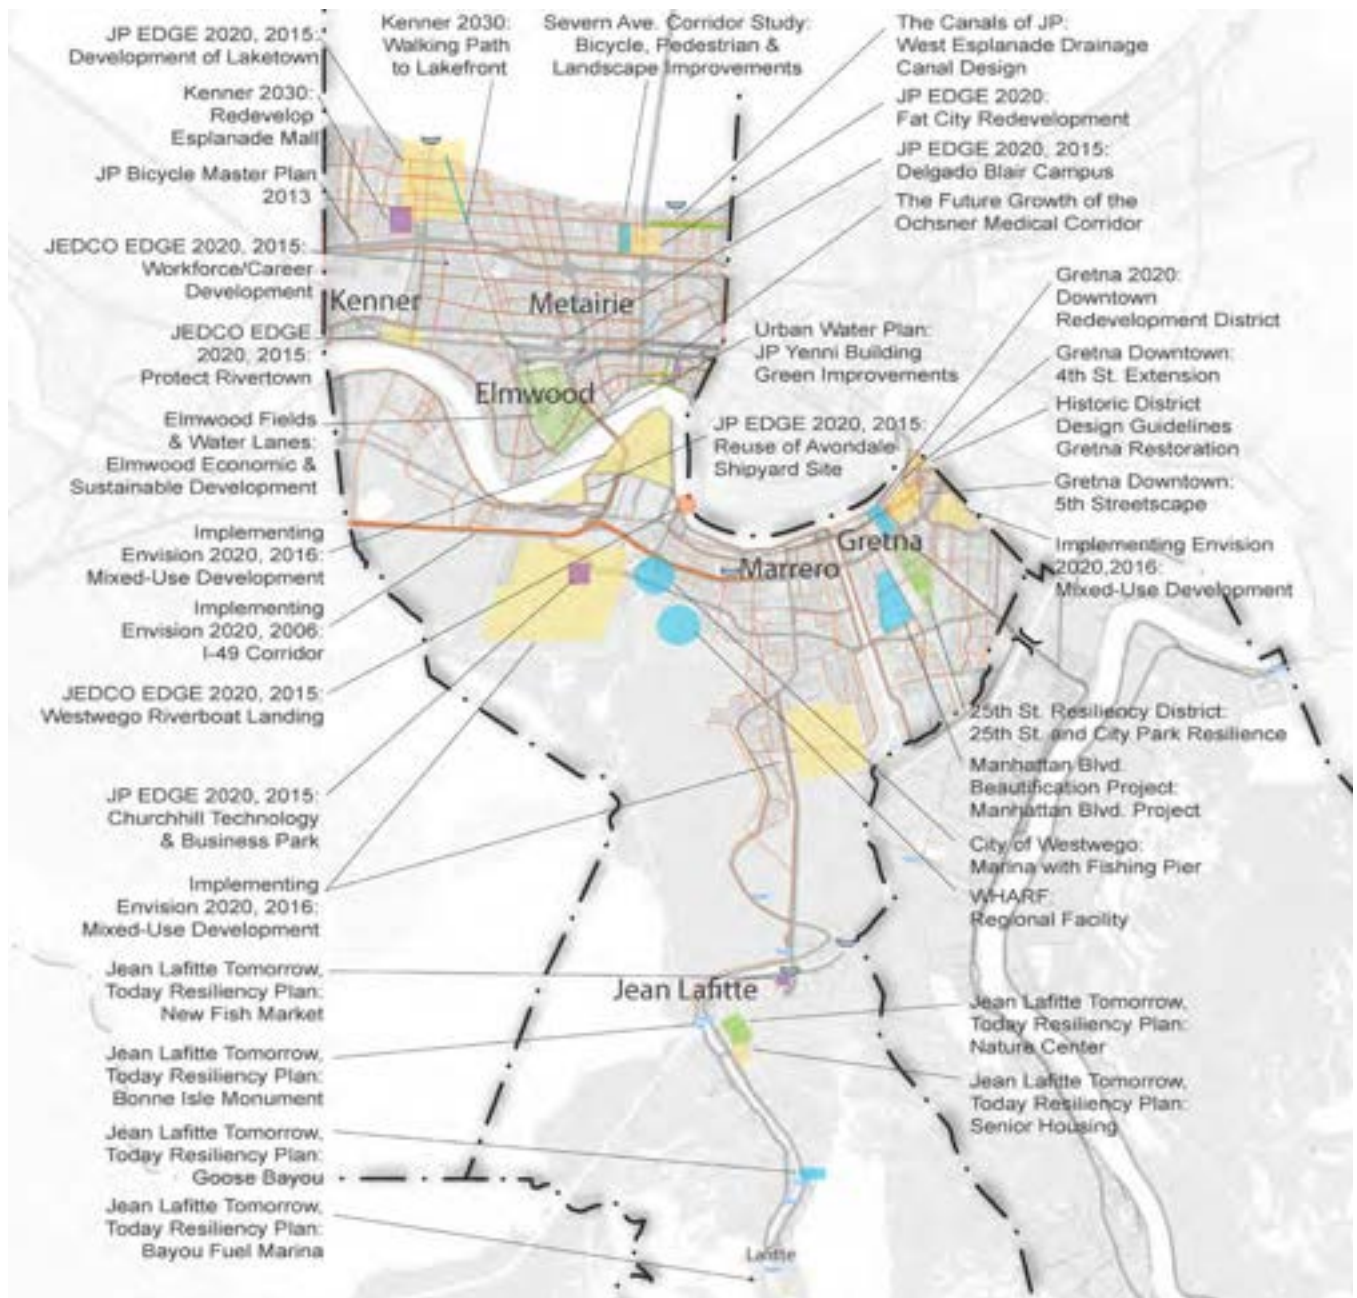 JP EDGE 2020, 2015:
Development of Laketown
Kenner 2030:
Walking Path
to Lakefront
Severn Ave. Corridor Study:
Bicycle, Pedestrian &
Landscape Improvements
The Canals of JP:
West Esplanade Drainage
Canal Design
Kenner 2030:
Redevelop
Esplanade Mall
JP EDGE 2020:
Fat City Redevelopment
JP Bicycle Master Plan
2013
JP EDGE 2020, 2015:
Delgado Blair Campus
The Future Growth of the
Ochsner Medical Corridor
JEDCO EDGE 2020, 2015:
Workforce/Career
Development
Kenner
Metairie
Gretna 2020:
Downtown
Redevelopment District
JEDCO EDGE
2020, 2015:
Protect Rivertown
Urban Water Plan:
JP Yenni Building
Green Improvements
Gretna Downtown:
4th St. Extension
Elmwood
Historic District
Design Guidelines
Gretna Restoration
Elmwood Fields
& Water Lanes:
Elmwood Economic &
Sustainable Development
JP EDGE 2020, 2015:
Reuse of Avondale
Shipyard Site
Gretna Downtown:
5th Streetscape
Implementing
Envision 2020, 2016:
Mixed-Use Development
Gretna
Marrero
Implementing Envision
2020,2016:
Mixed-Use Development
Implementing
Envision 2020, 2006:
I-49 Corridor
JEDCO EDGE 2020, 2015:
Westwego Riverboat Landing
25th St. Resiliency District:
25th St. and City Park Resilience
Manhattan Blvd.
Beautification Project:
Manhattan Blvd. Project
JP EDGE 2020, 2015:
Churchhill Technology
& Business Park
City of Westwego:
Marina with Fishing Pier
Implementing
Envision 2020, 2016:
Mixed-Use Development
WHARF:
Regional Facility
Jean Lafitte Tomorrow,
Today Resiliency Plan:
New Fish Market
Jean Lafitte
Jean Lafitte Tomorrow,
Today Resiliency Plan:
Nature Center
Jean Lafitte Tomorrow,
Today Resiliency Plan:
Bonne Isle Monument
Jean Lafitte Tomorrow,
Today Resiliency Plan:
Senior Housing
Jean Lafitte Tomorrow,
Today Resiliency Plan:
Goose Bayou
Jean Lafitte Tomorrow,
Today Resiliency Plan:
Bayou Fuel Marina
Lafitte